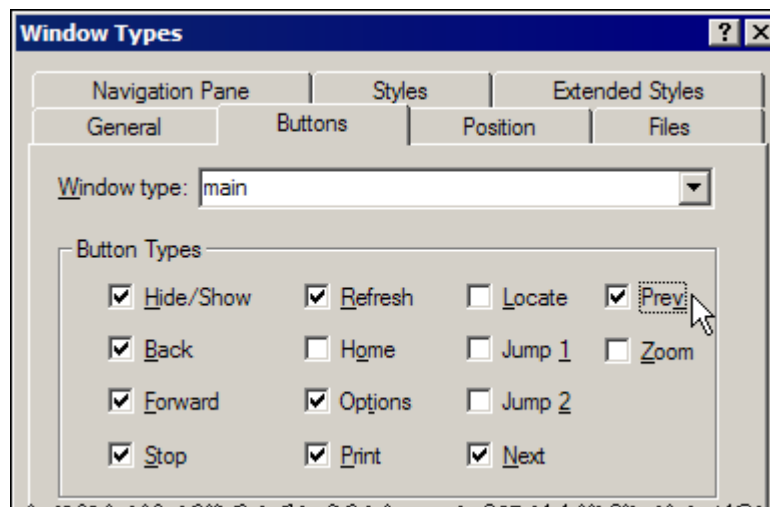 Window Types
Navigation Pane Styles Extended Styles
General Buttons Position Files
Window type: main
Button Types
Hide/Show Refresh Locate Prev
Back Home Jump 1 Zoom
Forward Options Jump 2
Stop Print Next